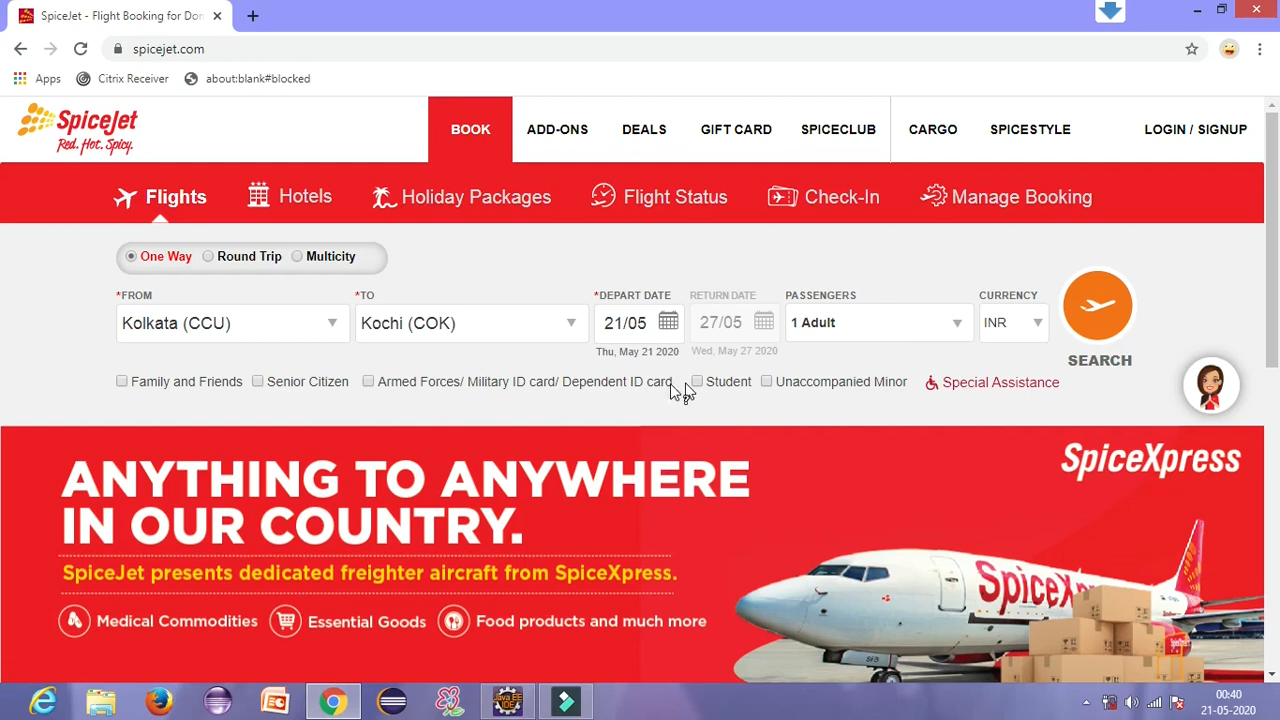 SpiceJet - Flight Booking for Don
spicejet.com
Apps Citrix Receiver about:blank#blocked
SpiceJet
Red. Hot. Spicy.
BOOK ADD-ONS DEALS GIFT CARD SPICECLUB CARGO SPICESTYLE LOGIN / SIGNUP
Flights Hotels Holiday Packages Flight Status Check-In Manage Booking
One Way Round Trip Multicity
*FROM *TO *DEPART DATE RETURN DATE PASSENGERS CURRENCY
Kolkata (CCU) Kochi (COK) 21/05 27/05 1 Adult INR
Thu, May 21 2020 Wed, May 27 2020 SEARCH
Family and Friends Senior Citizen Armed Forces/ Military ID card/ Dependent ID card Student Unaccompanied Minor Special Assistance
SpiceXpress
ANYTHING TO ANYWHERE
IN OUR COUNTRY.
SpiceJet presents dedicated freighter aircraft from SpiceXpress.
Medical Commodities Essential Goods Food products and much more
00:40
21-05-2020